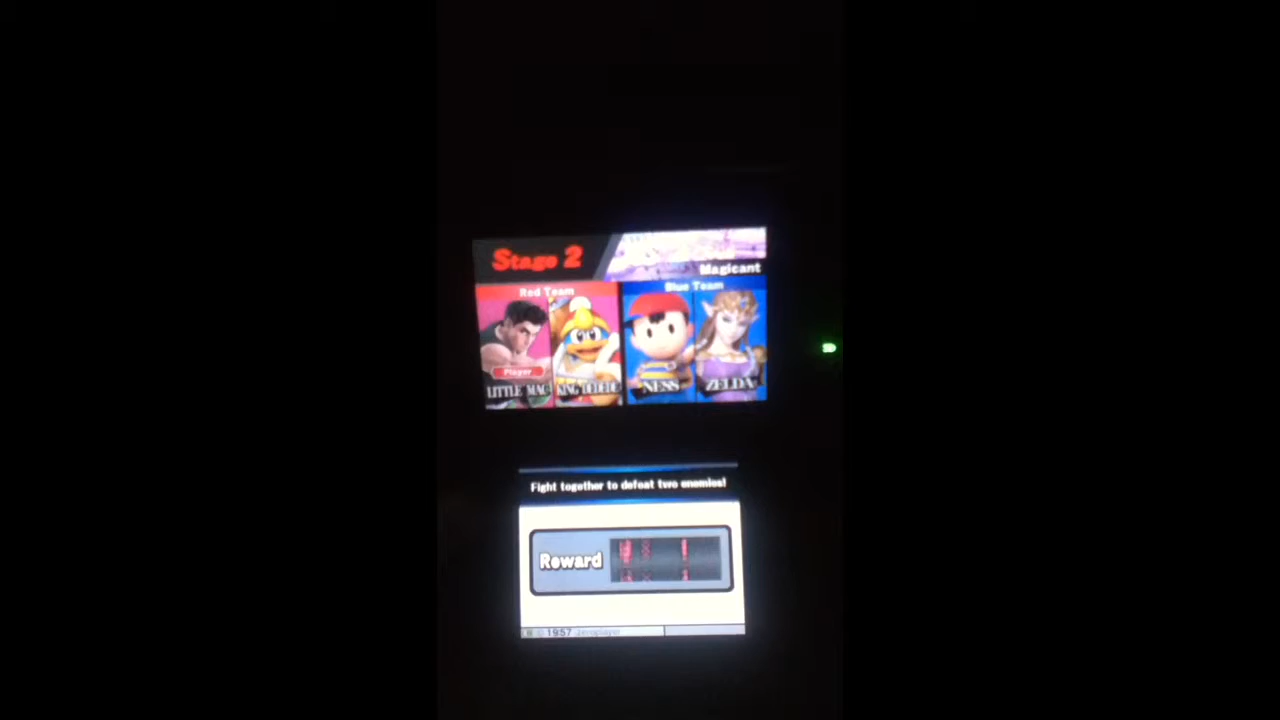 Stage 2
Magicant
Red Team
Blue Team
Player
LITTLE MAC
KING DEDEDE
NESS
ZELDA
Fight together to defeat two enemies!
Reward
1957